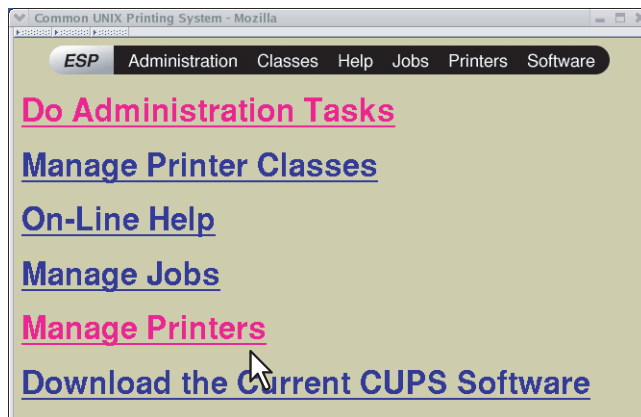 Common UNIX Printing System - Mozilla
ESP Administration Classes Help Jobs Printers Software
Do Administration Tasks
Manage Printer Classes
On-Line Help
Manage Jobs
Manage Printers
Download the Current CUPS Software